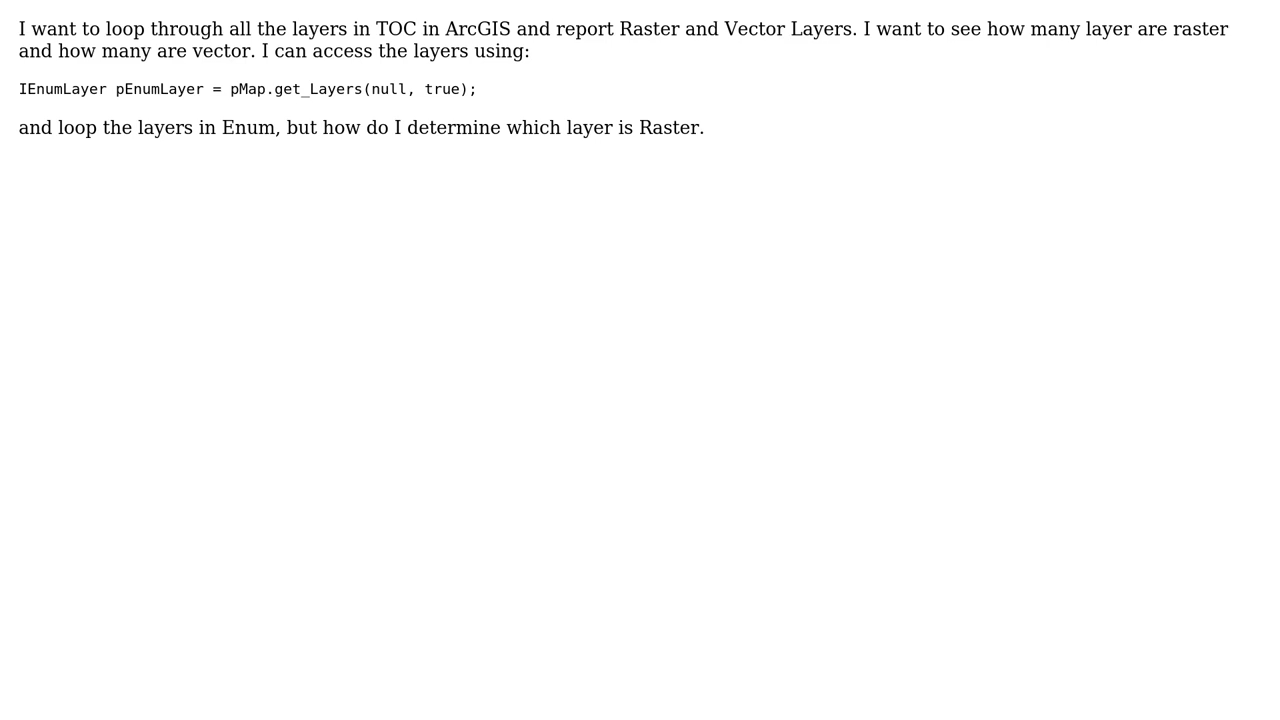 I want to loop through all the layers in TOC in ArcGIS and report Raster and Vector Layers. I want to see how many layer are raster
and how many are vector. I can access the layers using:
IEnumLayer pEnumLayer = pMap.get_Layers(null, true);
and loop the layers in Enum, but how do I determine which layer is Raster.